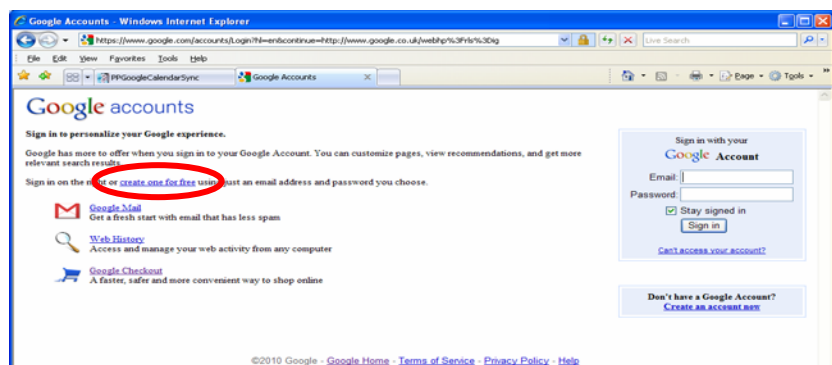 Google Accounts - Windows Internet Explorer
https://www.google.com/accounts/Login?hl=en&continue=http://www.google.co.uk/webhp%3Frls%3Dig
Live Search
File Edit View Favorites Tools Help
PPGoogleCalendarSync
Google Accounts
Page
Tools
Google accounts
Sign in to personalize your Google experience.
Google has more to offer when you sign in to your Google Account. You can customize pages, view recommendations, and get more
relevant search results.
Sign in on the right or create one for free using just an email address and password you choose.
Google Mail
Get a fresh start with email that has less spam
Web History
Access and manage your web activity from any computer
Google Checkout
A faster, safer and more convenient way to shop online
Sign in with your
Google Account
Email:
Password:
Stay signed in
Sign in
Can't access your account?
Don't have a Google Account?
Create an account now
©2010 Google - Google Home - Terms of Service - Privacy Policy - Help